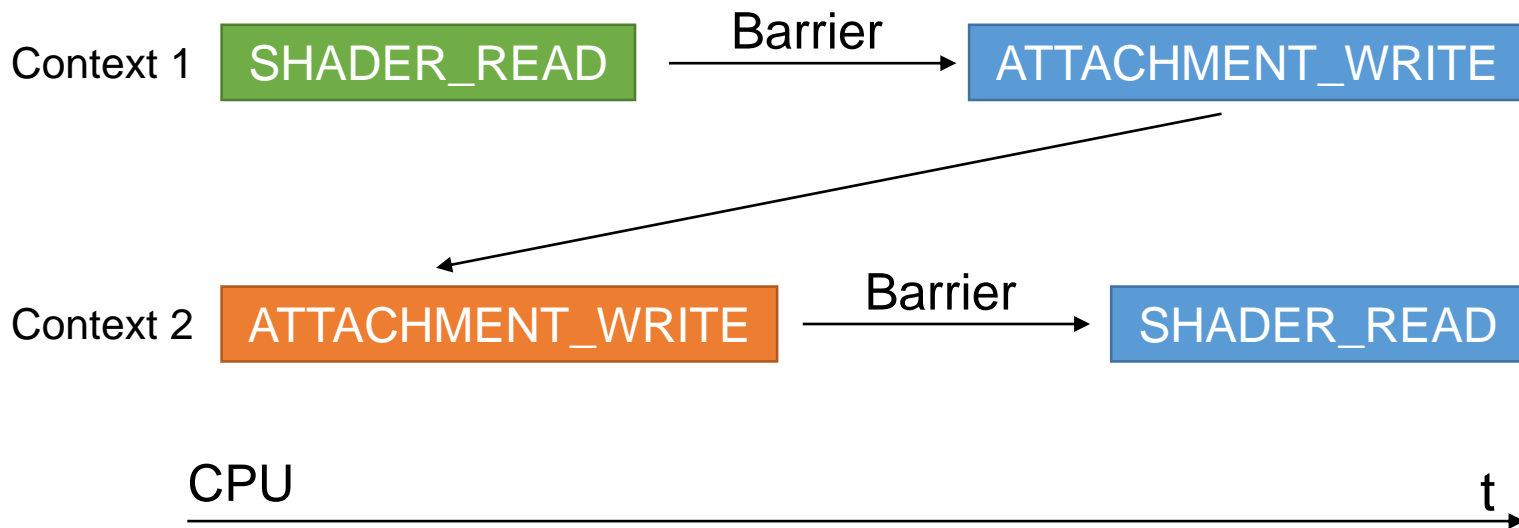 Context 1 SHADER_READ Barrier ATTACHMENT_WRITE
Context 2 ATTACHMENT_WRITE Barrier SHADER_READ
CPU t